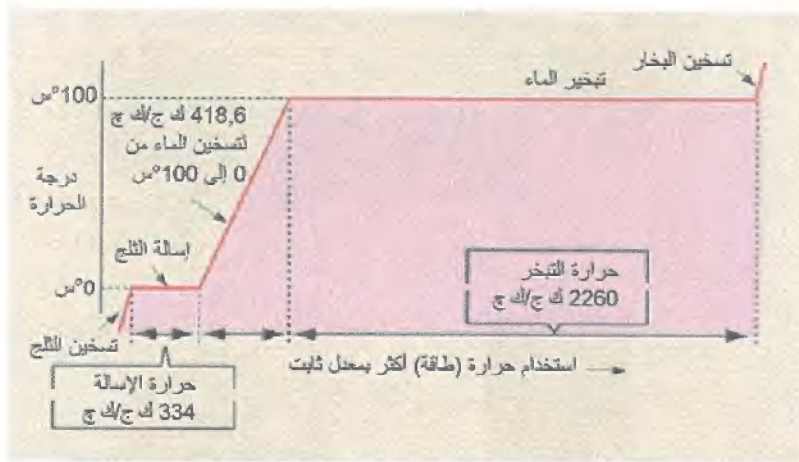 تسخين البخار
تبخير الماء
100°س
418,6 ك ج/ك ج
لتسخين الماء من
0 إلى 100°س
درجة
الحرارة
إسالة الثلج
0°س
حرارة التبخر
2260 ك ج/ك ج
تسخين الثلج
استخدام حرارة (طاقة) أكثر بمعدل ثابت
حرارة الإسالة
334 ك ج/ك ج